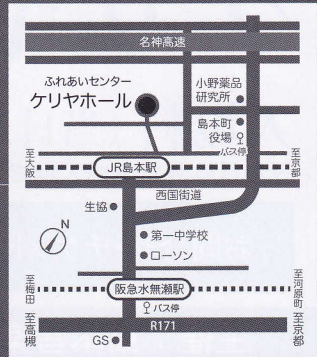 名神高速
ふれあいセンター
ケリヤホール
小野薬品
研究所
島本町
役場
バス停
至大阪
JR島本駅
至京都
西国街道
生協
N
第一中学校
ローソン
至梅田
阪急水無瀬駅
至河原町
バス停
至高槻
R171
至京都
GS